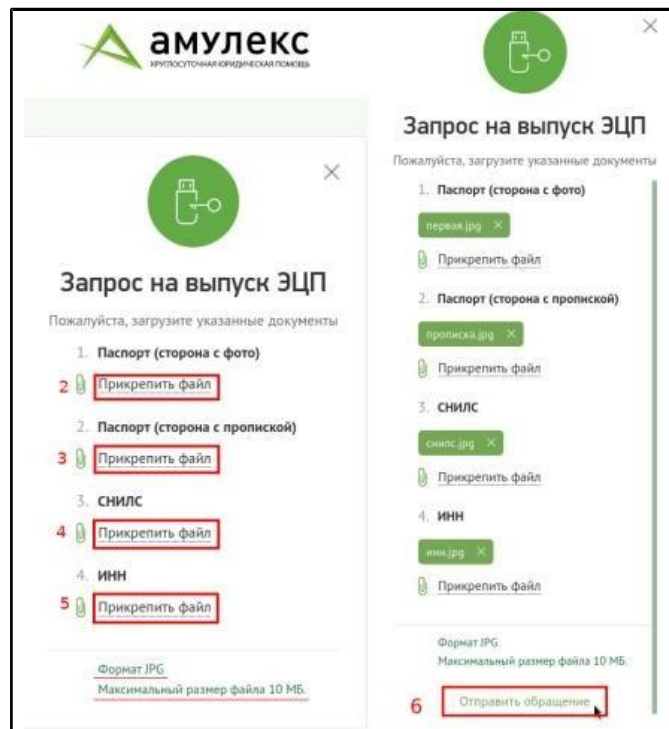 амулекс
КРУГЛОСУТОЧНАЯ ЮРИДИЧЕСКАЯ ПОМОЩЬ
Запрос на выпуск ЭЦП
Пожалуйста, загрузите указанные документы
1. Паспорт (сторона с фото)
2 Прикрепить файл
2. Паспорт (сторона с пропиской)
3 Прикрепить файл
3. СНИЛС
4 Прикрепить файл
4. ИНН
5 Прикрепить файл
Формат JPG.
Максимальный размер файла 10 МБ.
Запрос на выпуск ЭЦП
Пожалуйста, загрузите указанные документы
1. Паспорт (сторона с фото)
первая.jpg ×
Прикрепить файл
2. Паспорт (сторона с пропиской)
прописка.jpg ×
Прикрепить файл
3. СНИЛС
снилс.jpg ×
Прикрепить файл
4. ИНН
инн.jpg ×
Прикрепить файл
Формат JPG.
Максимальный размер файла 10 МБ.
6 Отправить обращение